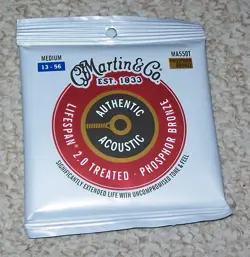 MEDIUM
13 - 56
Martin & Co.
EST. 1833
MA550T
AUTHENTIC
ACOUSTIC
LIFESPAN® 2.0 TREATED · PHOSPHOR BRONZE
SIGNIFICANTLY EXTENDED LIFE WITH UNCOMPROMISED TONE & FEEL